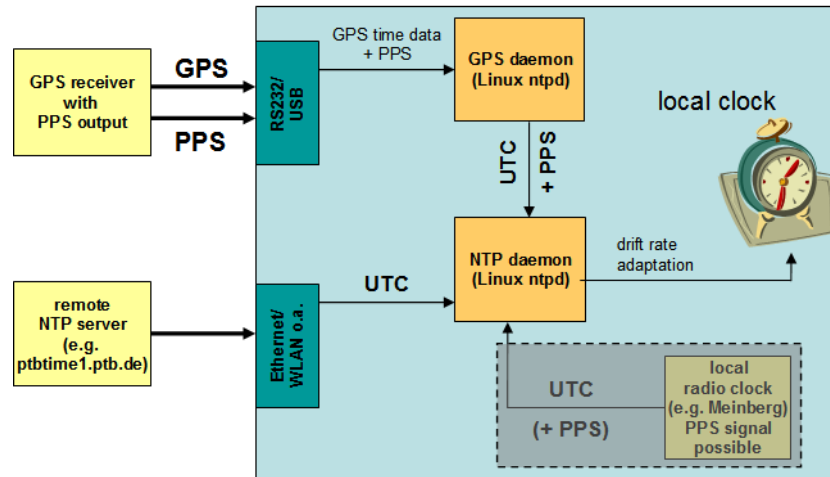 GPS receiver
with
PPS output
GPS
PPS
RS232/
USB
GPS time data
+ PPS
GPS daemon
(Linux ntpd)
local clock
UTC
+ PPS
remote
NTP server
(e.g.
ptbtime1.ptb.de)
Ethernet/
WLAN o.a.
UTC
NTP daemon
(Linux ntpd)
drift rate
adaptation
UTC
(+ PPS)
local
radio clock
(e.g. Meinberg)
PPS signal
possible